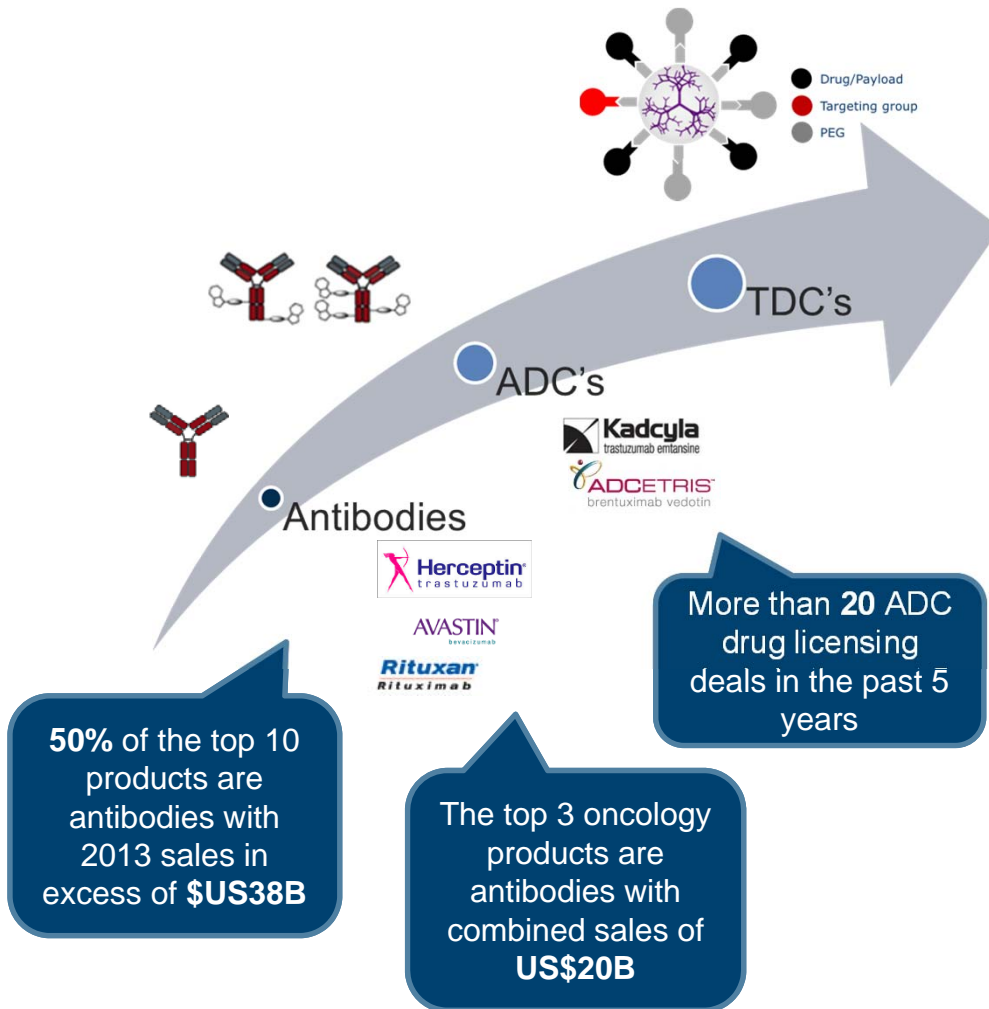 Drug/Payload
Targeting group
PEG
TDC's
ADC's
Kadcyla
trastuzumab emtansine
ADCETRIS™
brentuximab vedotin
Antibodies
Herceptin®
trastuzumab
AVASTIN®
bevacizumab
Rituxan®
Rituximab
More than 20 ADC
drug licensing
deals in the past 5
years
50% of the top 10
products are
antibodies with
2013 sales in
excess of $US38B
The top 3 oncology
products are
antibodies with
combined sales of
US$20B